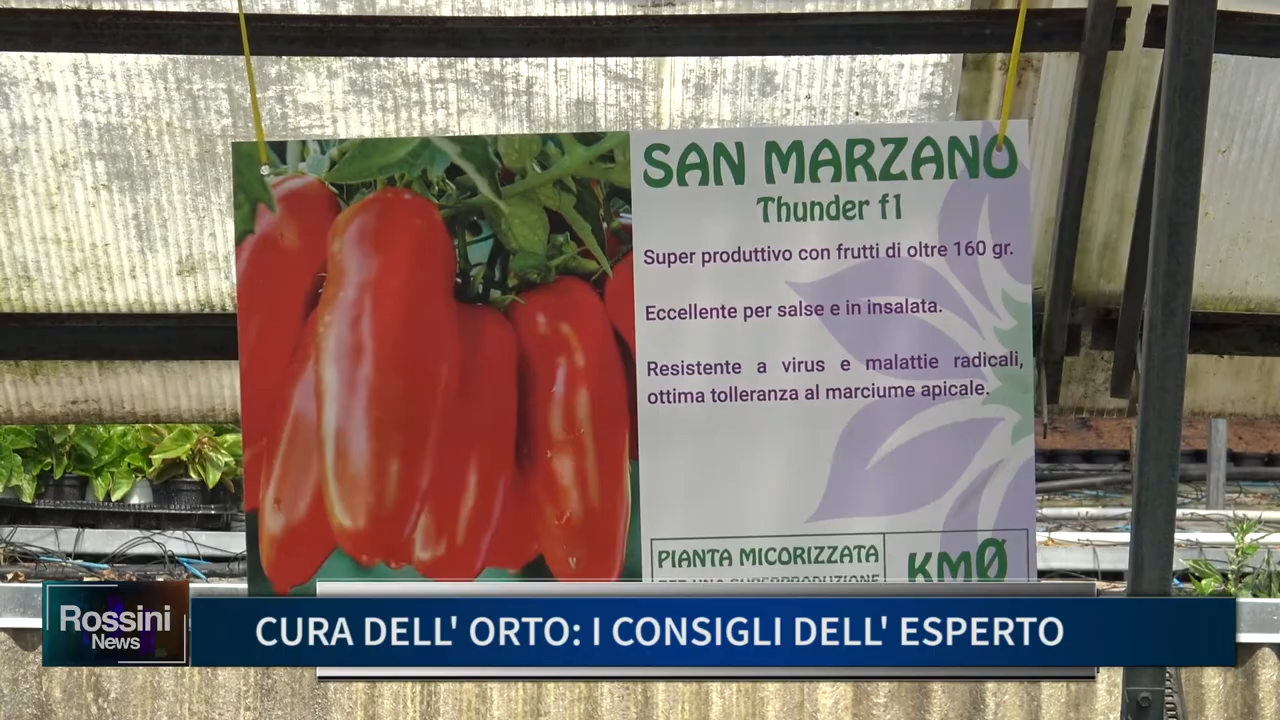 SAN MARZANO
Thunder f1
Super produttivo con frutti di oltre 160 gr.
Eccellente per salse e in insalata.
Resistente a virus e malattie radicali,
ottima tolleranza al marciume apicale.
PIANTA MICORIZZATA
KMØ
Rossini
News
CURA DELL' ORTO: I CONSIGLI DELL' ESPERTO